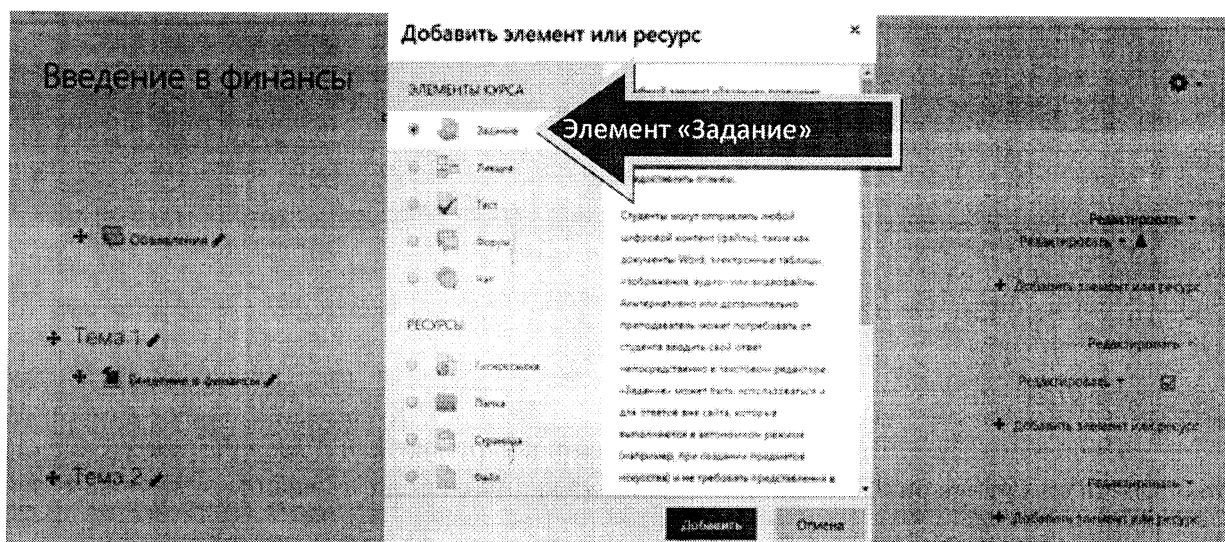 Добавить элемент или ресурс ×
Введение в финансы
ЭЛЕМЕНТЫ КУРСА
Задание
Элемент «Задание»
Лекция
Тест
Форум
Чат
РЕСУРСЫ
Гиперссылка
Папка
Страница
Файл
представлять отзывы.
Студенты могут отправлять любой
цифровой контент (файлы), такие как
документы Word, электронные таблицы,
изображения, аудио- или видеофайлы.
Альтернативно или дополнительно
преподаватель может потребовать от
студента вводить свой ответ
непосредственно в текстовом редакторе.
«Задание» может быть использоваться и
для ответов вне сайта, которые
выполняются в автономном режиме
(например, при создании предметов
искусства) и не требовать представления в
Добавить
Отмена
Объявления
Тема 1
Введение в финансы
Тема 2
Редактировать
Редактировать
+ Добавить элемент или ресурс
Редактировать
Редактировать
+ Добавить элемент или ресурс
Редактировать
+ Добавить элемент или ресурс